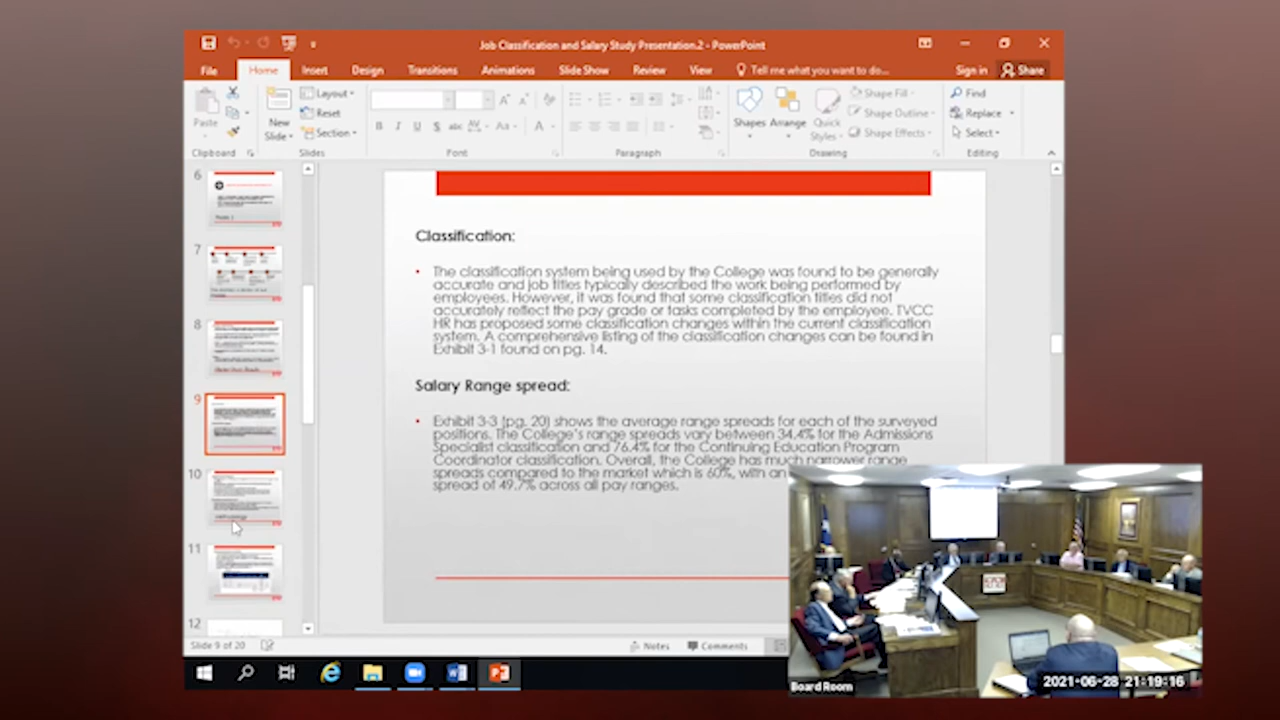 Job Classification and Salary Study Presentation.2 - PowerPoint
File Home Insert Design Transitions Animations Slide Show Review View Tell me what you want to do... Sign in Share
Paste
New Slide
Layout
Reset
Section
Shapes
Arrange
Quick Styles
Shape Fill
Shape Outline
Shape Effects
Find
Replace
Select
Clipboard Slides Font Paragraph Drawing Editing
6
7
8
9
10
11
12
Classification:
The classification system being used by the College was found to be generally
accurate and job titles typically described the work being performed by
employees. However, it was found that some classification titles did not
accurately reflect the pay grade or tasks completed by the employee. TVCC
HR has proposed some classification changes within the current classification
system. A comprehensive listing of the classification changes can be found in
Exhibit 3-1 found on pg. 14.
Salary Range spread:
Exhibit 3-3 (pg. 20) shows the average range spreads for each of the surveyed
positions. The College's range spreads vary between 34.4% for the Admissions
Specialist classification and 76.4% for the Continuing Education Program
Coordinator classification. Overall, the College has much narrower range
spreads compared to the market which is 60%, with an
spread of 49.7% across all pay ranges.
Slide 9 of 20
Notes
Comments
Board Room
2021-06-28 21:19:16